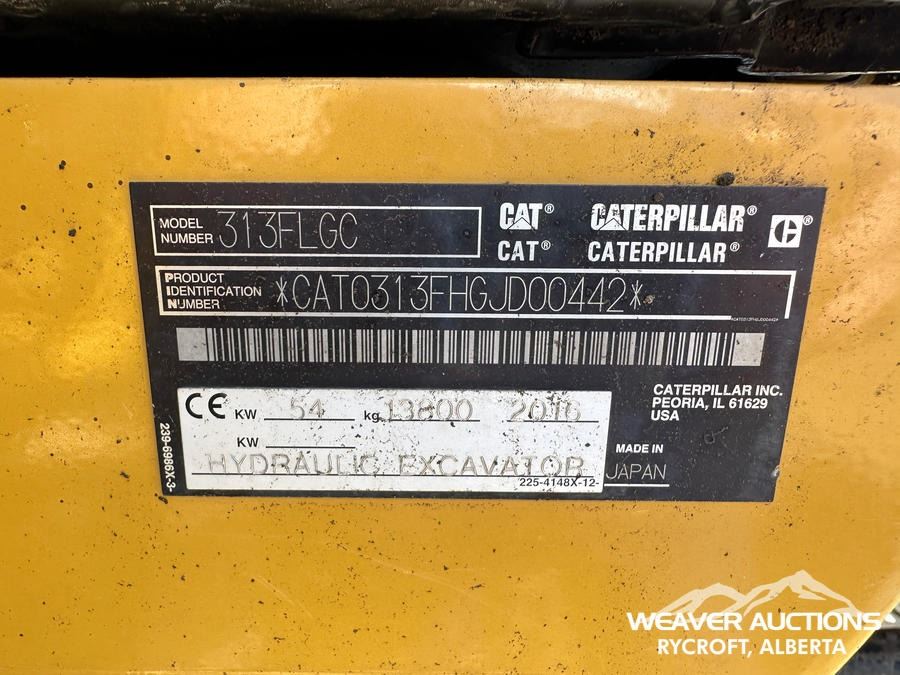 MODEL NUMBER 313FLGC
CAT® CATERPILLAR®
CAT® CATERPILLAR®
PRODUCT IDENTIFICATION NUMBER *CAT0313FHGJD00442*
*CAT0313FHGJD00442*
CE KW 54 kg 13800 2016
KW
HYDRAULIC EXCAVATOR
225-4148X-12-
239-6986X-3-
CATERPILLAR INC.
PEORIA, IL 61629
USA
MADE IN
JAPAN
WEAVER AUCTIONS
RYCROFT, ALBERTA